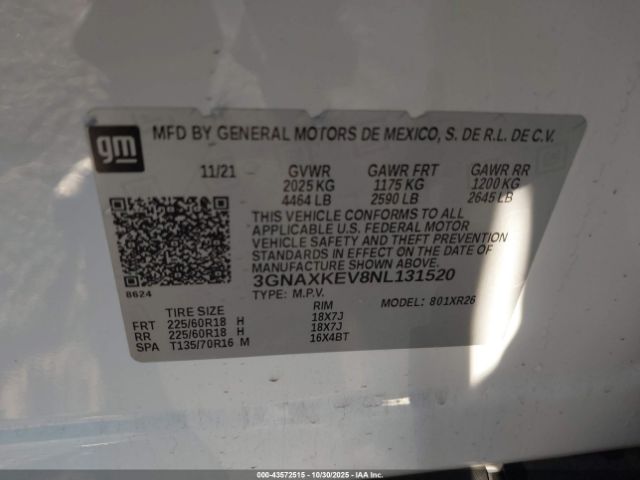 gm MFD BY GENERAL MOTORS DE MEXICO, S. DE R.L. DE C.V.
11/21 GVWR GAWR FRT GAWR RR
2025 KG 1175 KG 1200 KG
4464 LB 2590 LB 2645 LB
THIS VEHICLE CONFORMS TO ALL
APPLICABLE U.S. FEDERAL MOTOR
VEHICLE SAFETY AND THEFT PREVENTION
STANDARDS IN EFFECT ON THE DATE OF
MANUFACTURE SHOWN ABOVE.
3GNAXKEV8NL131520
8624 TYPE: M.P.V. MODEL: 801XR26
TIRE SIZE RIM
FRT 225/60R18 H 18X7J
RR 225/60R18 H 18X7J
SPA T135/70R16 M 16X4BT
000-43572515 - 10/30/2025 - IAAI.COM